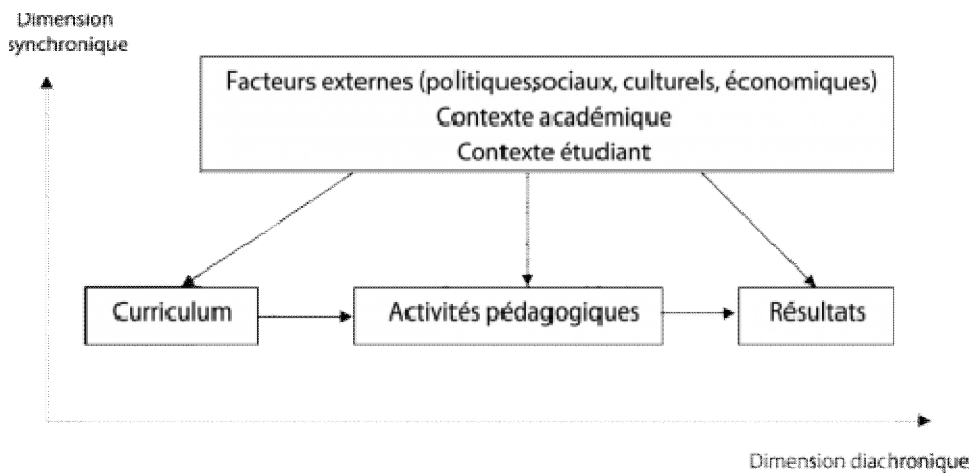 Dimension
synchronique
Facteurs externes (politiquessociaux, culturels, économiques)
Contexte académique
Contexte étudiant
Curriculum
Activités pédagogiques
Résultats
Dimension diachronique